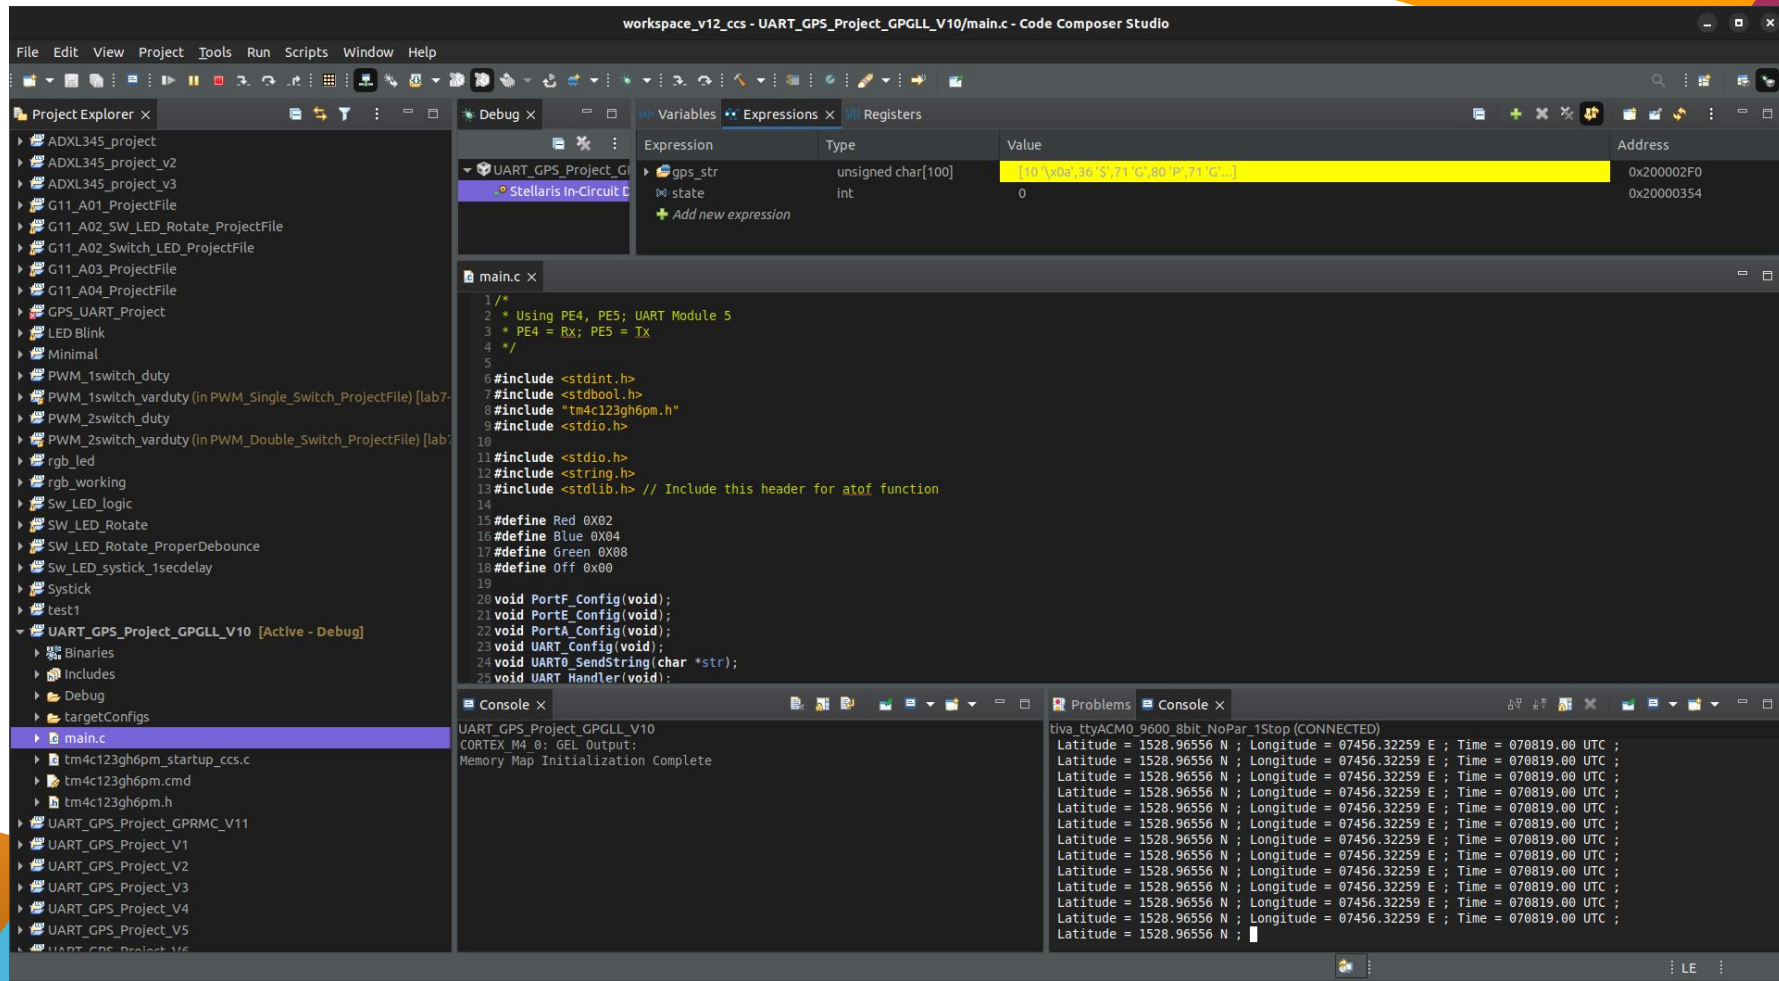 workspace_v12_ccs - UART_GPS_Project_GPGLL_V10/main.c - Code Composer Studio
File Edit View Project Tools Run Scripts Window Help
Project Explorer
ADXL345_project
ADXL345_project_v2
ADXL345_project_v3
G11_A01_ProjectFile
G11_A02_SW_LED_Rotate_ProjectFile
G11_A02_Switch_LED_ProjectFile
G11_A03_ProjectFile
G11_A04_ProjectFile
GPS_UART_Project
LED Blink
Minimal
PWM_1switch_duty
PWM_1switch_varduty (in PWM_Single_Switch_ProjectFile) [lab7-
PWM_2switch_duty
PWM_2switch_varduty (in PWM_Double_Switch_ProjectFile) [lab7
rgb_led
rgb_working
Sw_LED_logic
SW_LED_Rotate
SW_LED_Rotate_ProperDebounce
Sw_LED_systick_1secdelay
Systick
test1
UART_GPS_Project_GPGLL_V10 [Active - Debug]
Binaries
Includes
Debug
targetConfigs
main.c
tm4c123gh6pm_startup_ccs.c
tm4c123gh6pm.cmd
tm4c123gh6pm.h
UART_GPS_Project_GPRMC_V11
UART_GPS_Project_V1
UART_GPS_Project_V2
UART_GPS_Project_V3
UART_GPS_Project_V4
UART_GPS_Project_V5
UART_GPS_Project_V6
Debug
UART_GPS_Project_G
Stellaris In-Circuit D
Variables Expressions Registers
Expression Type Value Address
gps_str unsigned char[100] [10 '\x0a',36 '$',71 'G',80 'P',71 'G'...] 0x200002F0
state int 0 0x20000354
Add new expression
main.c
1 /*
2 * Using PE4, PE5; UART Module 5
3 * PE4 = Rx; PE5 = Tx
4 */
5
6 #include <stdint.h>
7 #include <stdbool.h>
8 #include "tm4c123gh6pm.h"
9 #include <stdio.h>
10
11 #include <stdio.h>
12 #include <string.h>
13 #include <stdlib.h> // Include this header for atof function
14
15 #define Red 0X02
16 #define Blue 0X04
17 #define Green 0X08
18 #define Off 0x00
19
20 void PortF_Config(void);
21 void PortE_Config(void);
22 void PortA_Config(void);
23 void UART_Config(void);
24 void UART0_SendString(char *str);
25 void UART_Handler(void);
Console
UART_GPS_Project_GPGLL_V10
CORTEX_M4_0: GEL Output:
Memory Map Initialization Complete
Problems Console
tiva_ttyACM0_9600_8bit_NoPar_1Stop (CONNECTED)
Latitude = 1528.96556 N ; Longitude = 07456.32259 E ; Time = 070819.00 UTC ;
Latitude = 1528.96556 N ; Longitude = 07456.32259 E ; Time = 070819.00 UTC ;
Latitude = 1528.96556 N ; Longitude = 07456.32259 E ; Time = 070819.00 UTC ;
Latitude = 1528.96556 N ; Longitude = 07456.32259 E ; Time = 070819.00 UTC ;
Latitude = 1528.96556 N ; Longitude = 07456.32259 E ; Time = 070819.00 UTC ;
Latitude = 1528.96556 N ; Longitude = 07456.32259 E ; Time = 070819.00 UTC ;
Latitude = 1528.96556 N ; Longitude = 07456.32259 E ; Time = 070819.00 UTC ;
Latitude = 1528.96556 N ; Longitude = 07456.32259 E ; Time = 070819.00 UTC ;
Latitude = 1528.96556 N ; Longitude = 07456.32259 E ; Time = 070819.00 UTC ;
Latitude = 1528.96556 N ; Longitude = 07456.32259 E ; Time = 070819.00 UTC ;
Latitude = 1528.96556 N ; Longitude = 07456.32259 E ; Time = 070819.00 UTC ;
Latitude = 1528.96556 N ; Longitude = 07456.32259 E ; Time = 070819.00 UTC ;
Latitude = 1528.96556 N ;
LE